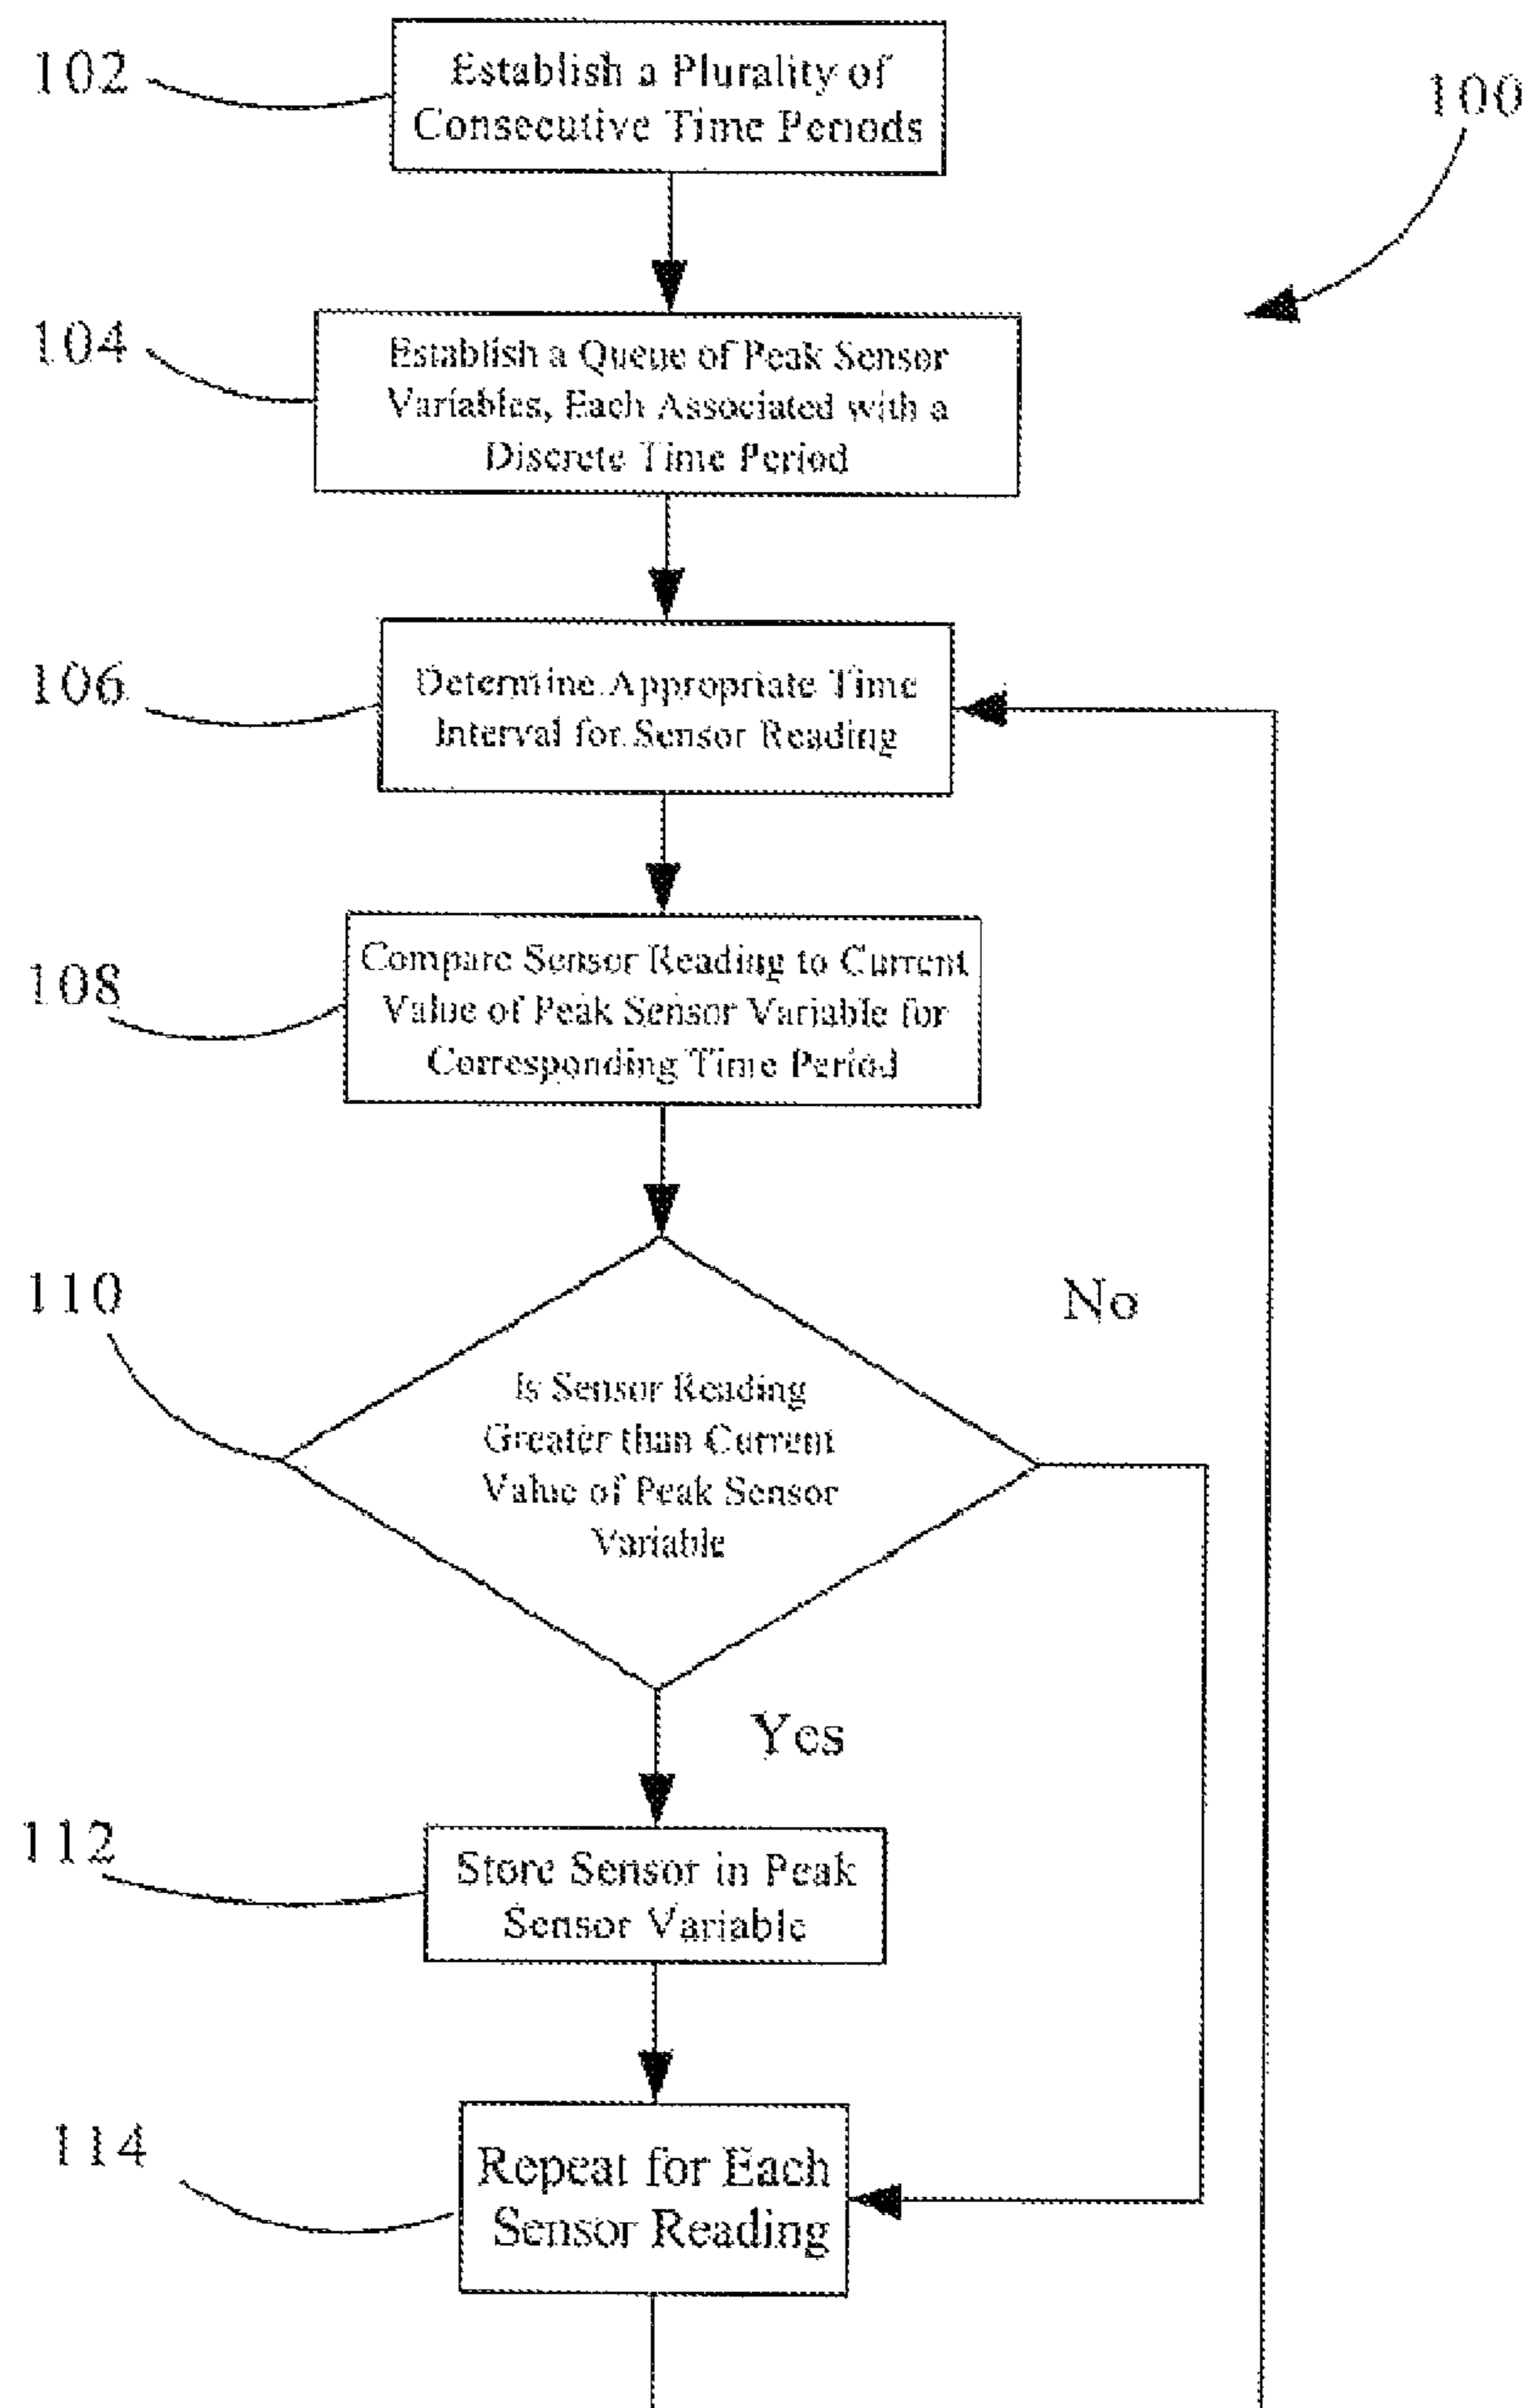 102
Establish a Plurality of
Consecutive Time Periods
100
104
Establish a Queue of Peak Sensor
Variables, Each Associated with a
Discrete Time Period
106
Determine Appropriate Time
Interval for Sensor Reading
108
Compare Sensor Reading to Current
Value of Peak Sensor Variable for
Corresponding Time Period
110
No
Is Sensor Reading
Greater than Current
Value of Peak Sensor
Variable
Yes
112
Store Sensor in Peak
Sensor Variable
114
Repeat for Each
Sensor Reading